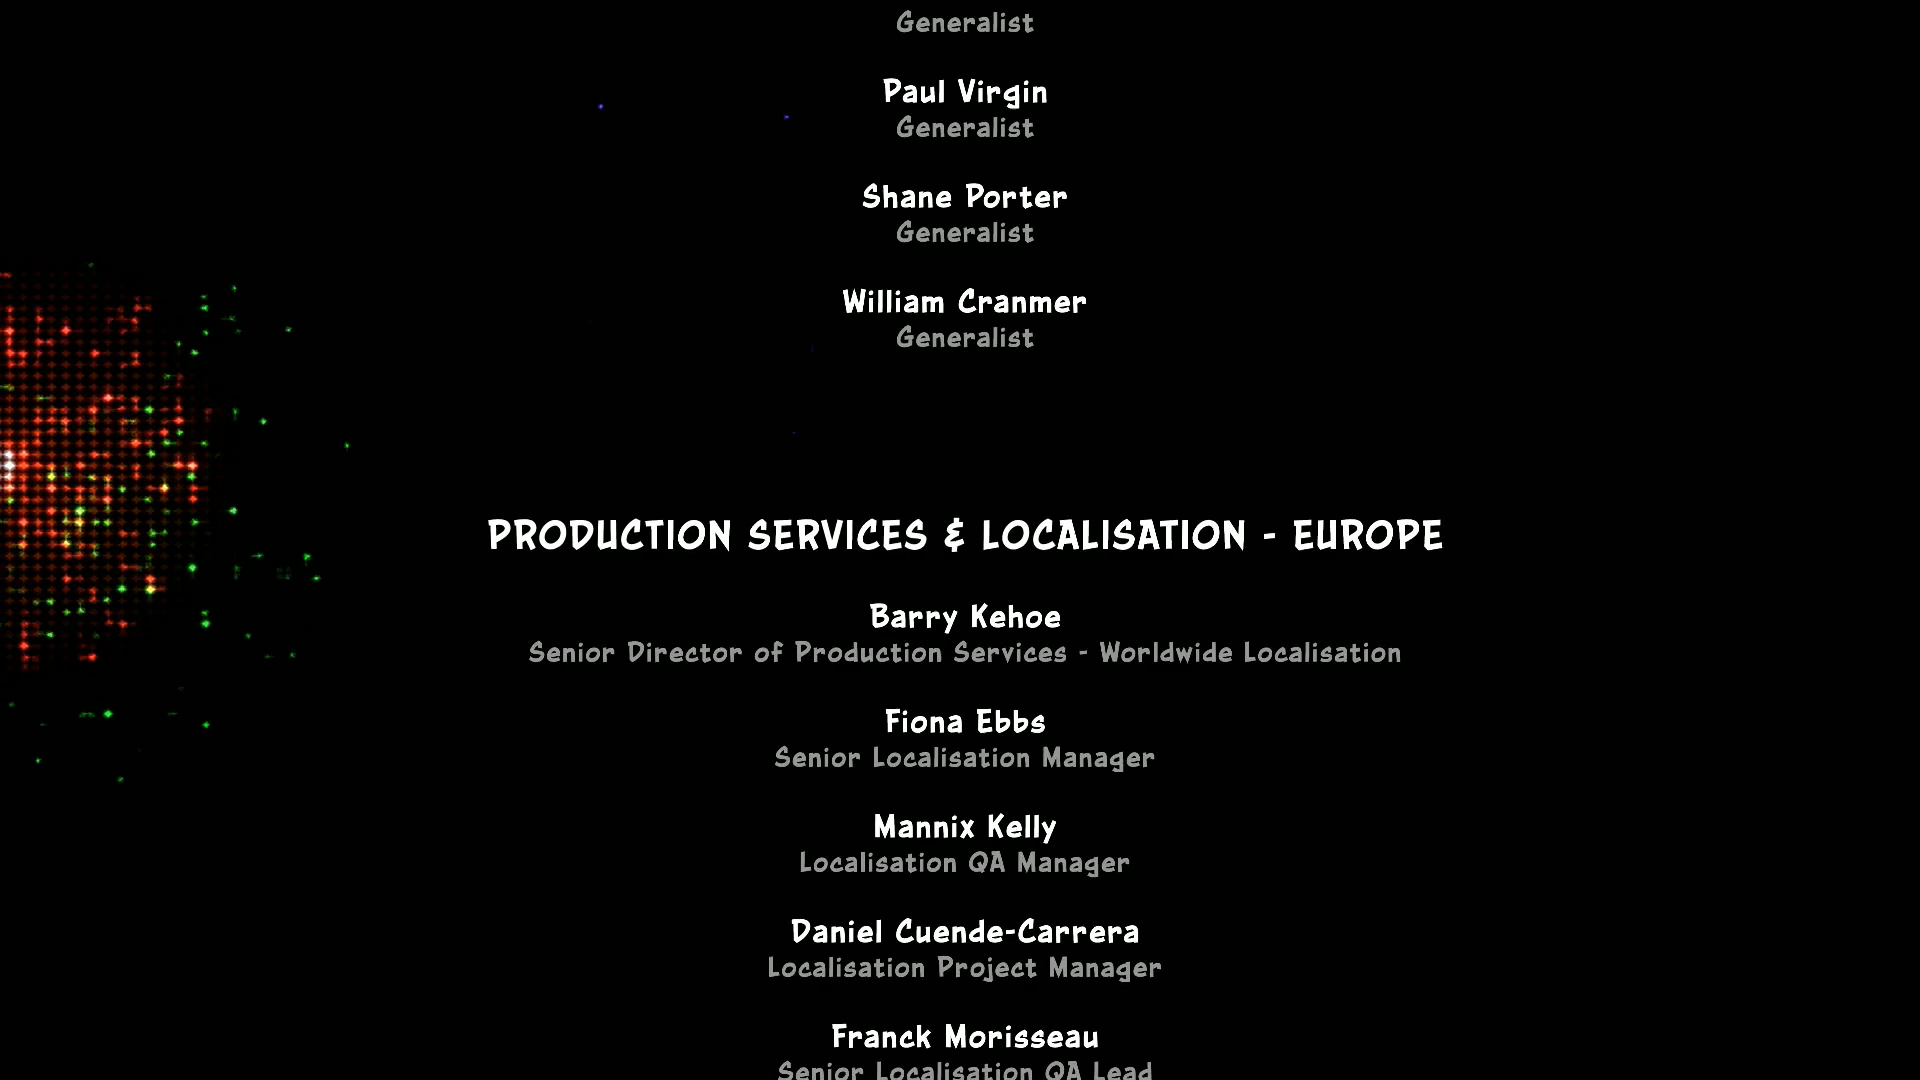 Generalist
Paul Virgin
Generalist
Shane Porter
Generalist
William Cranmer
Generalist
PRODUCTION SERVICES & LOCALISATION - EUROPE
Barry Kehoe
Senior Director of Production Services - Worldwide Localisation
Fiona Ebbs
Senior Localisation Manager
Mannix Kelly
Localisation QA Manager
Daniel Cuende-Carrera
Localisation Project Manager
Franck Morisseau
Senior Localisation QA Lead